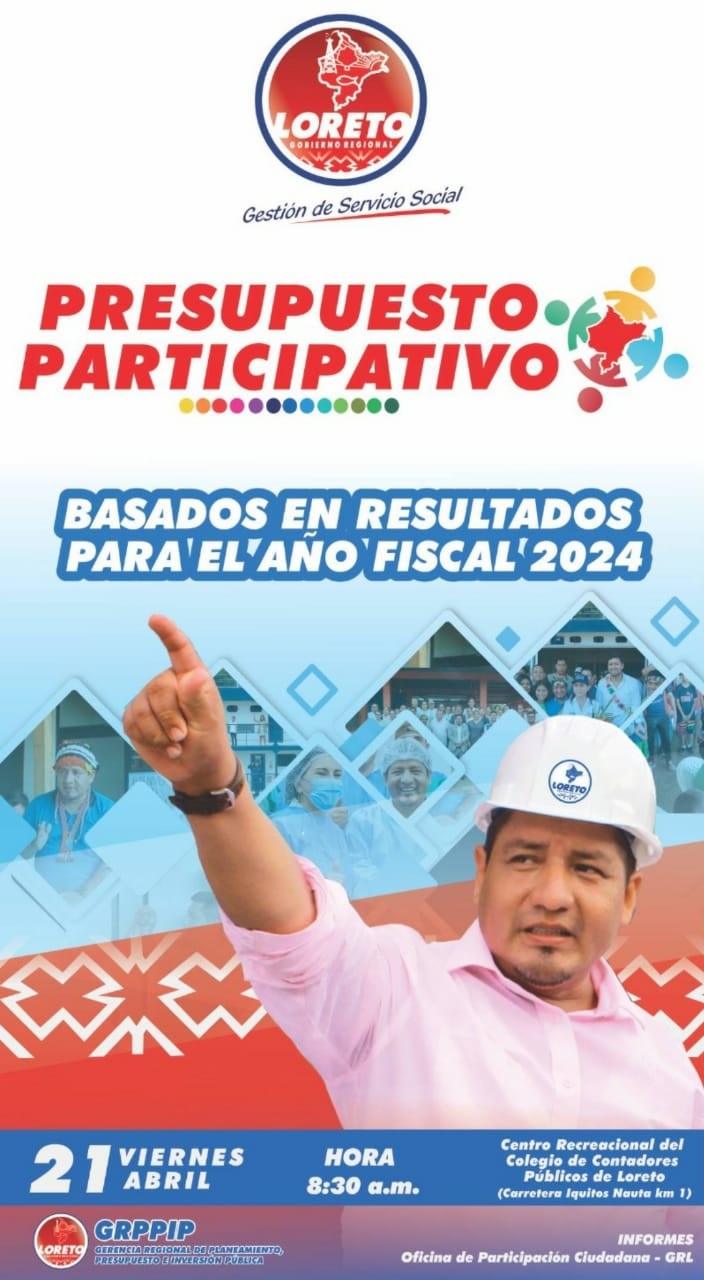 LORETO
GOBIERNO REGIONAL
Gestión de Servicio Social
PRESUPUESTO
PARTICIPATIVO
BASADOS EN RESULTADOS
PARA EL AÑO FISCAL 2024
LORETO
21 VIERNES
ABRIL
HORA
8:30 a.m.
Centro Recreacional del
Colegio de Contadores
Públicos de Loreto
(Carretera Iquitos Nauta km 1)
LORETO
GRPPIP
GERENCIA REGIONAL DE PLANEAMIENTO,
PRESUPUESTO E INVERSIÓN PÚBLICA
INFORMES
Oficina de Participación Ciudadana - GRL